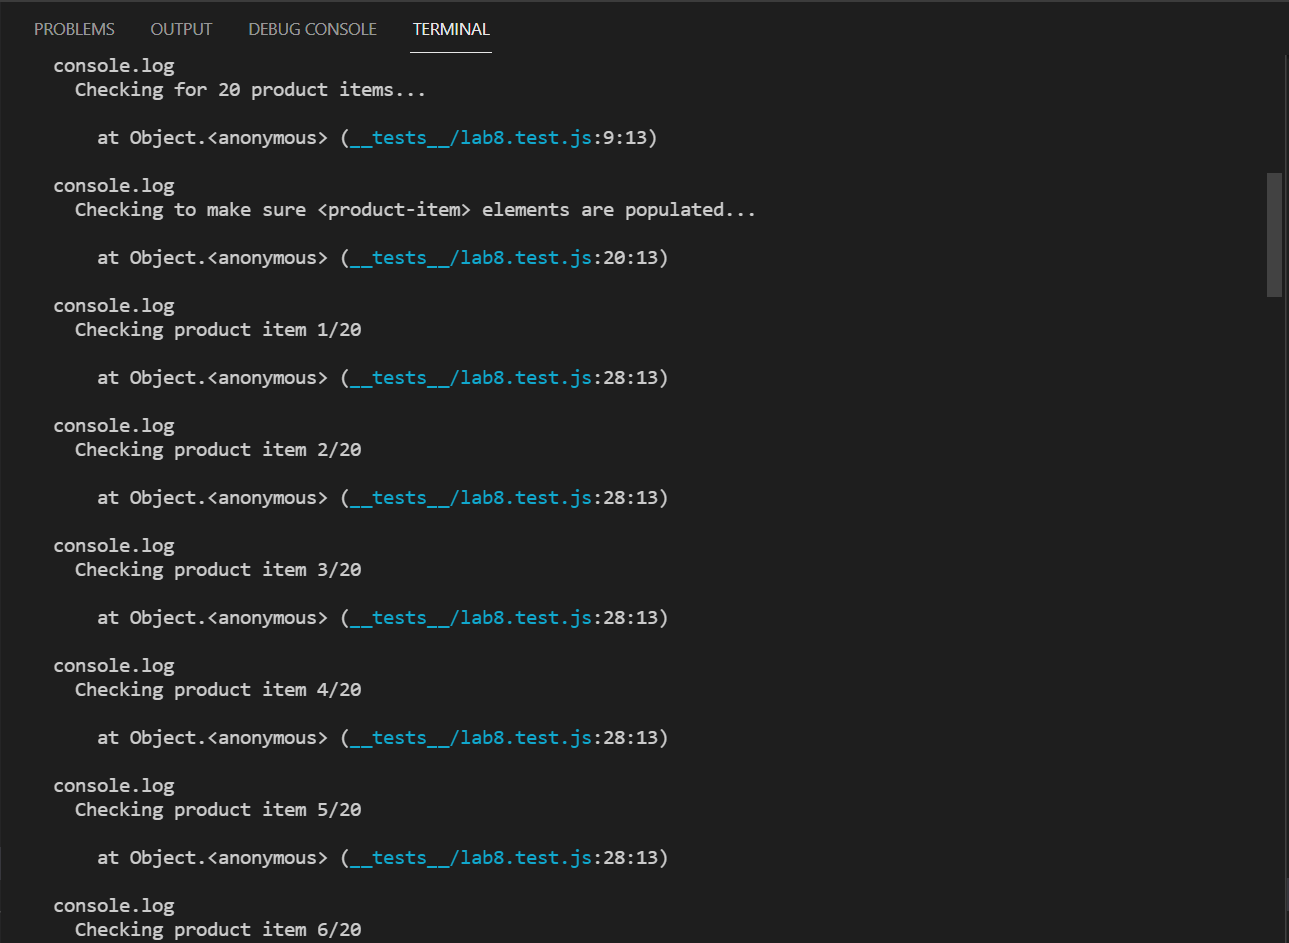 PROBLEMS OUTPUT DEBUG CONSOLE TERMINAL
console.log
Checking for 20 product items...
at Object.<anonymous> (__tests__/lab8.test.js:9:13)
console.log
Checking to make sure <product-item> elements are populated...
at Object.<anonymous> (__tests__/lab8.test.js:20:13)
console.log
Checking product item 1/20
at Object.<anonymous> (__tests__/lab8.test.js:28:13)
console.log
Checking product item 2/20
at Object.<anonymous> (__tests__/lab8.test.js:28:13)
console.log
Checking product item 3/20
at Object.<anonymous> (__tests__/lab8.test.js:28:13)
console.log
Checking product item 4/20
at Object.<anonymous> (__tests__/lab8.test.js:28:13)
console.log
Checking product item 5/20
at Object.<anonymous> (__tests__/lab8.test.js:28:13)
console.log
Checking product item 6/20